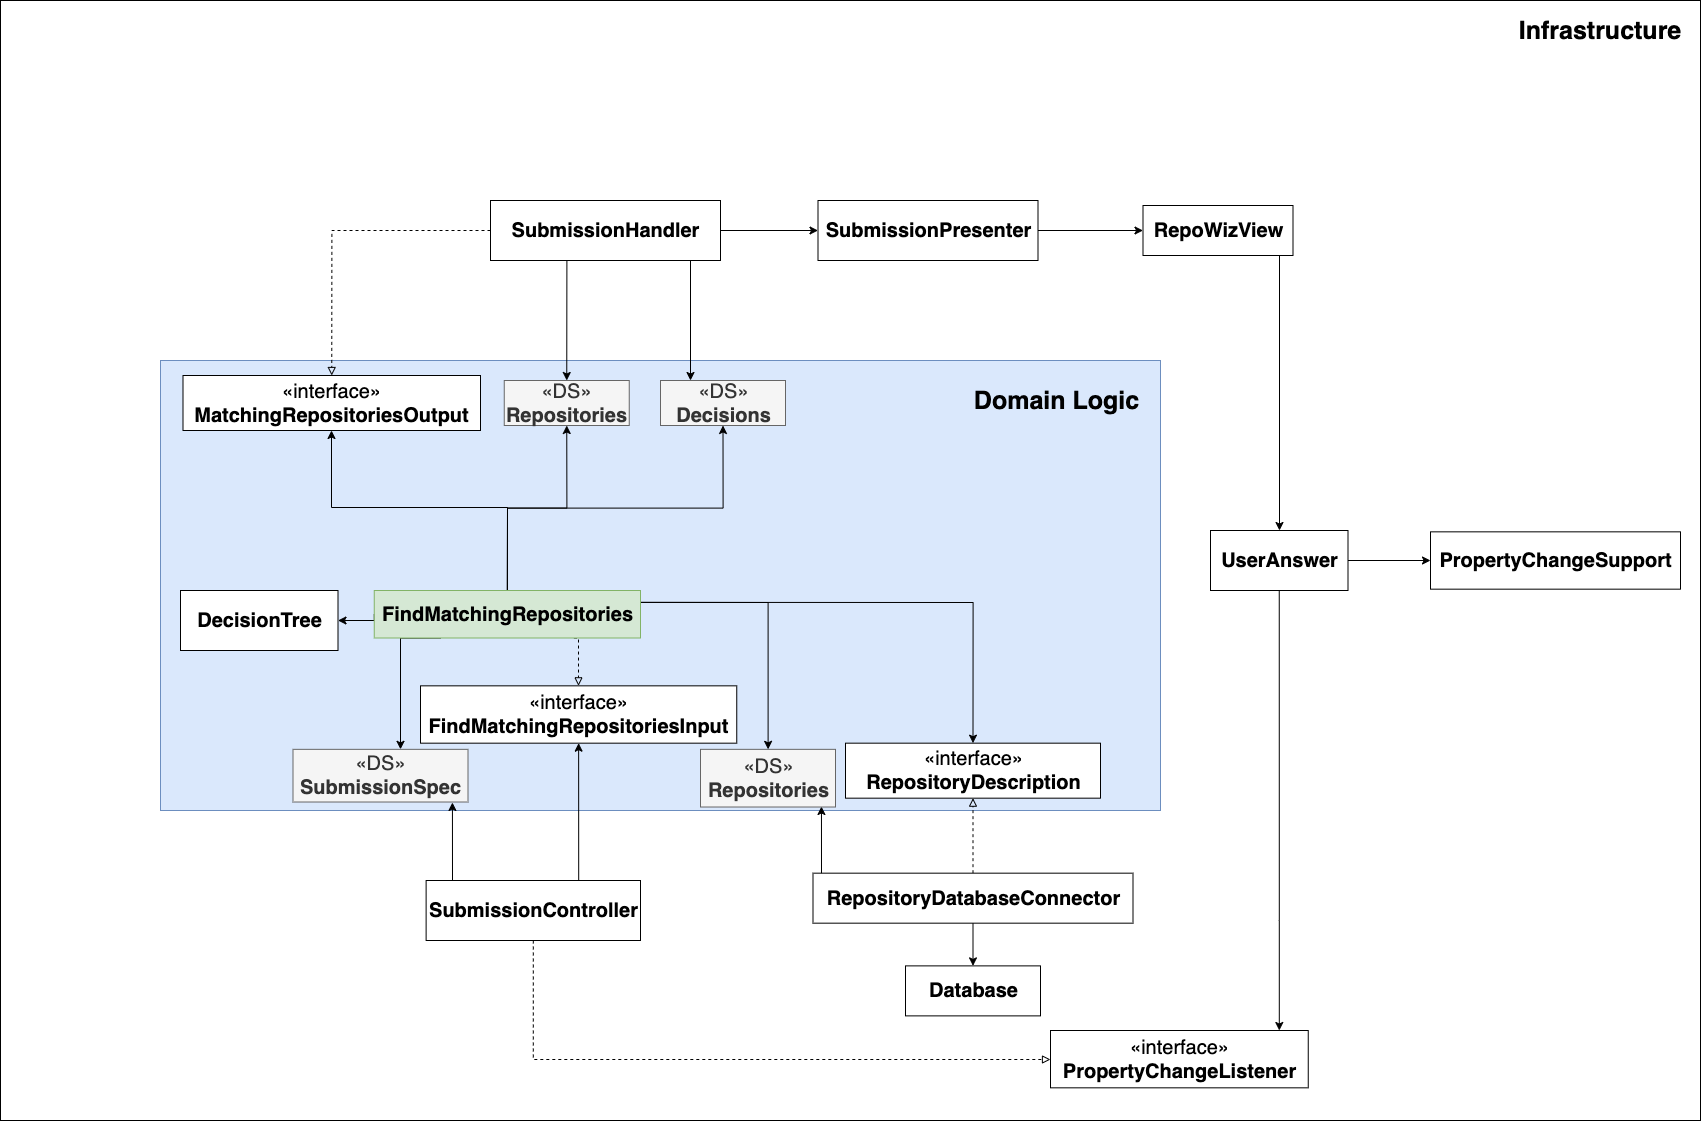 Infrastructure
SubmissionHandler
SubmissionPresenter
RepoWizView
«interface»
MatchingRepositoriesOutput
«DS»
Repositories
«DS»
Decisions
Domain Logic
UserAnswer
PropertyChangeSupport
DecisionTree
FindMatchingRepositories
«interface»
FindMatchingRepositoriesInput
«DS»
SubmissionSpec
«DS»
Repositories
«interface»
RepositoryDescription
SubmissionController
RepositoryDatabaseConnector
Database
«interface»
PropertyChangeListener